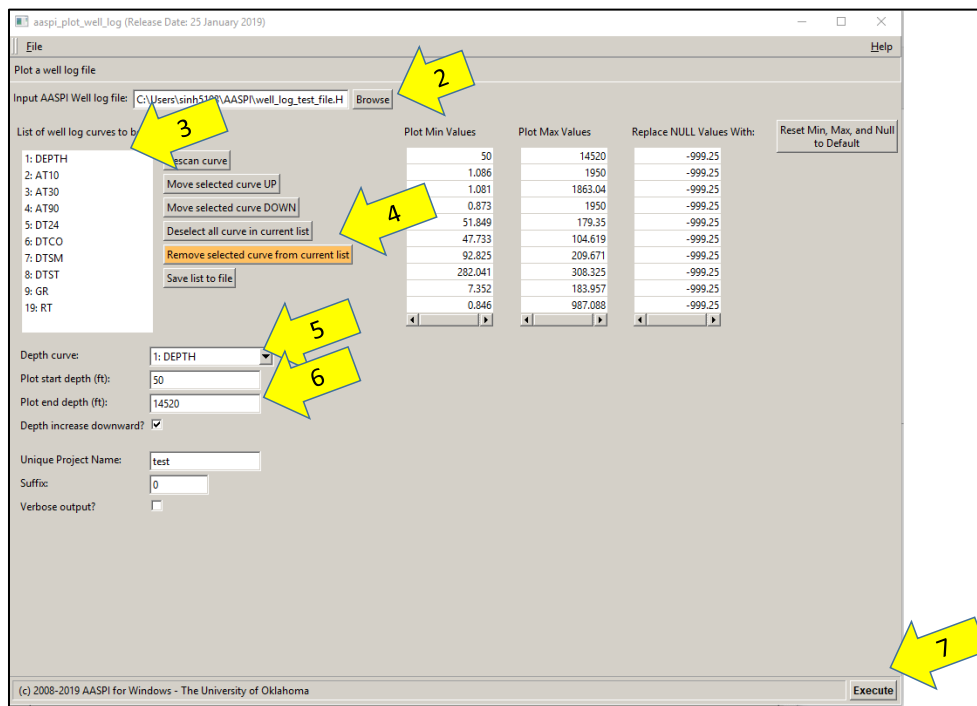 aaspi_plot_well_log (Release Date: 25 January 2019)
File Help
Plot a well log file
2
Input AASPI Well log file: C:\Users\sinh5108\AASPI\well_log_test_file.H Browse
3
List of well log curves to b Plot Min Values Plot Max Values Replace NULL Values With: Reset Min, Max, and Null
to Default
1: DEPTH escan curve 50 14520 -999.25
2: AT10 1.086 1950 -999.25
3: AT30 Move selected curve UP 1.081 1863.04 -999.25
4: AT90 Move selected curve DOWN 0.873 1950 -999.25
4
5: DT24 Deselect all curve in current list 51.849 179.35 -999.25
6: DTCO Remove selected curve from current list 47.733 104.619 -999.25
7: DTSM 92.825 209.671 -999.25
8: DTST Save list to file 282.041 308.325 -999.25
9: GR 7.352 183.957 -999.25
19: RT 0.846 987.088 -999.25
5
Depth curve: 1: DEPTH
6
Plot start depth (ft): 50
Plot end depth (ft): 14520
Depth increase downward?
Unique Project Name: test
Suffix: 0
Verbose output?
7
(c) 2008-2019 AASPI for Windows - The University of Oklahoma Execute